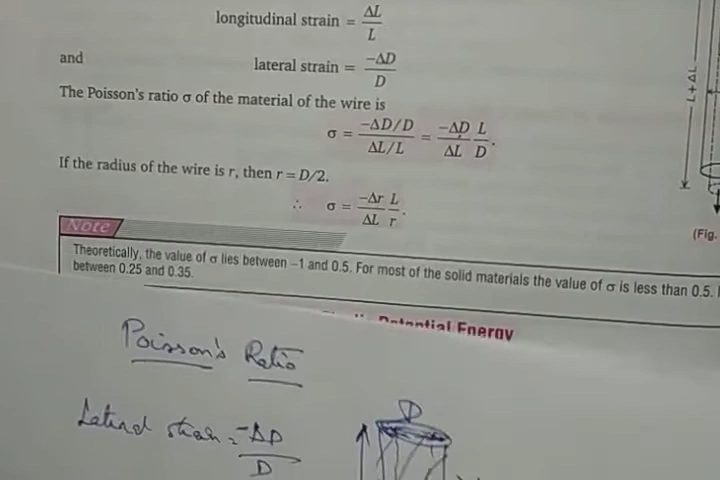 longitudinal strain = ΔL/L
and
lateral strain = −ΔD/D
The Poisson's ratio σ of the material of the wire is
σ = (−ΔD/D)/(ΔL/L) = −ΔD/ΔL L/D.
If the radius of the wire is r, then r = D/2.
∴ σ = −Δr/ΔL L/r.
L + ΔL
(Fig.
Note
Theoretically, the value of σ lies between −1 and 0.5. For most of the solid materials the value of σ is less than 0.5.
between 0.25 and 0.35.
Potential Energy
Poisson's Ratio
Lateral strain = −ΔD/D
D